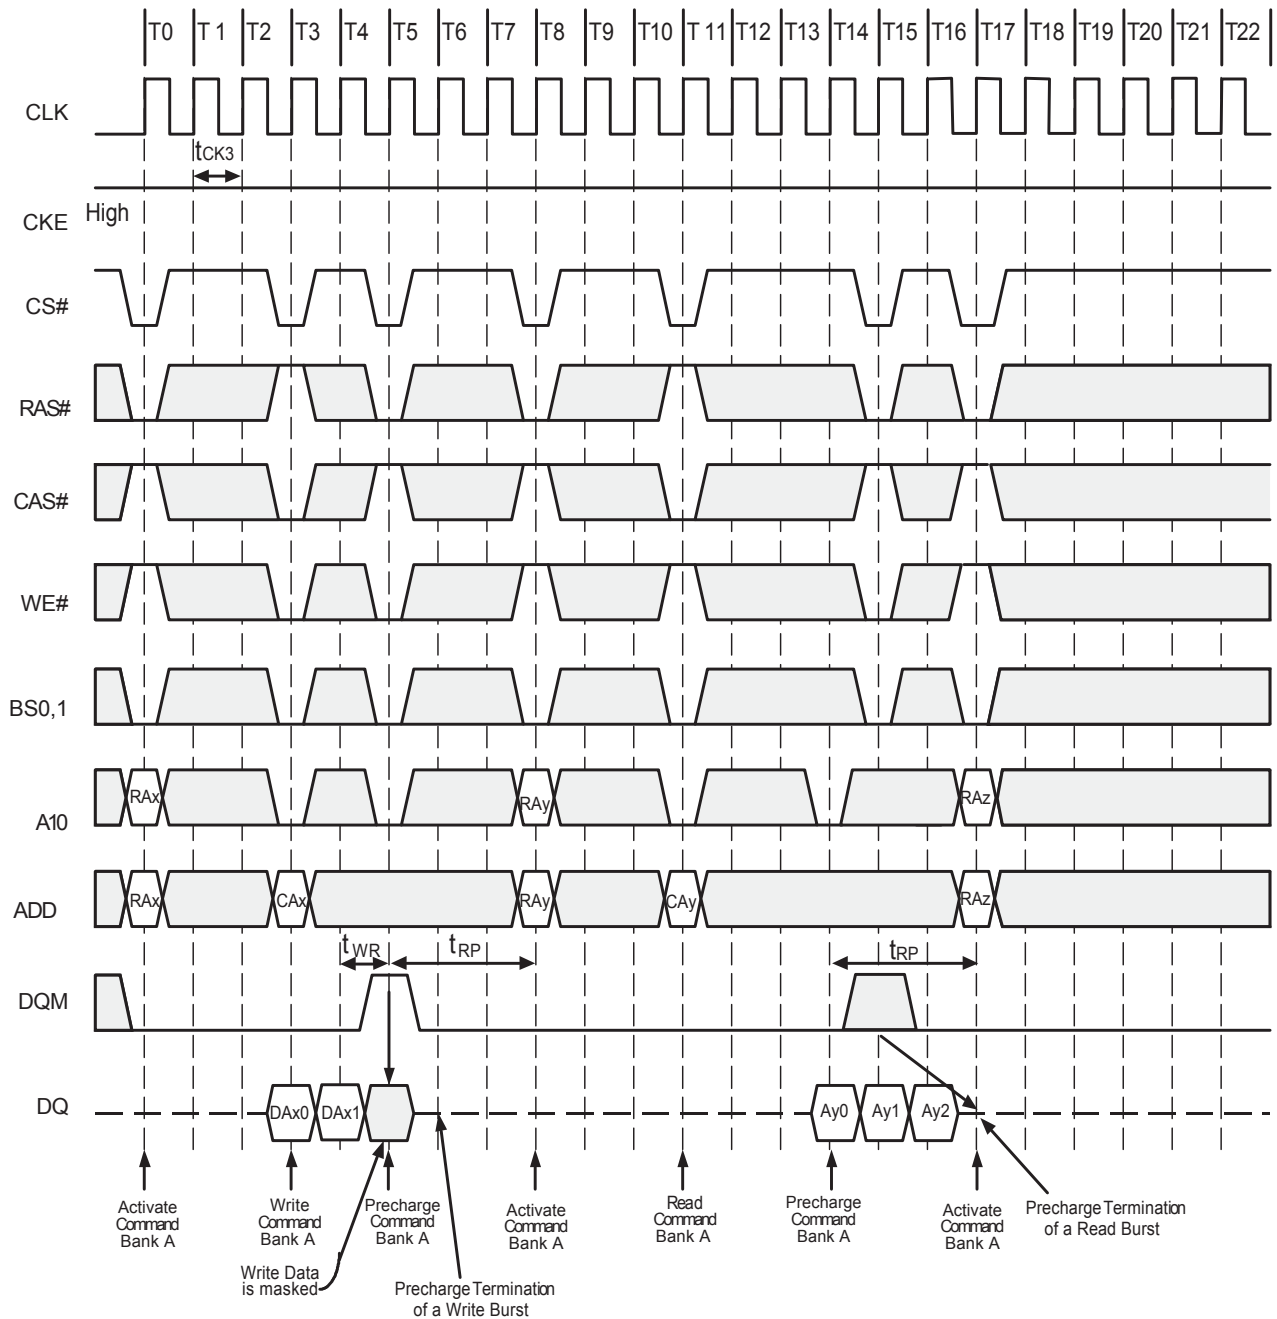 T0 T 1 T2 T3 T4 T5 T6 T7 T8 T9 T10 T 11 T12 T13 T14 T15 T16 T17 T18 T19 T20 T21 T22
CLK
tCK3
CKE High
CS#
RAS#
CAS#
WE#
BS0,1
A10 RAx RAy RAz
ADD RAx CAx RAy CAy RAz
tWR tRP tRP
DQM
DQ DAx0 DAx1 Ay0 Ay1 Ay2
Activate
Command
Bank A
Write
Command
Bank A
Precharge
Command
Bank A
Activate
Command
Bank A
Read
Command
Bank A
Precharge
Command
Bank A
Activate
Command
Bank A
Precharge Termination
of a Read Burst
Write Data
is masked
Precharge Termination
of a Write Burst